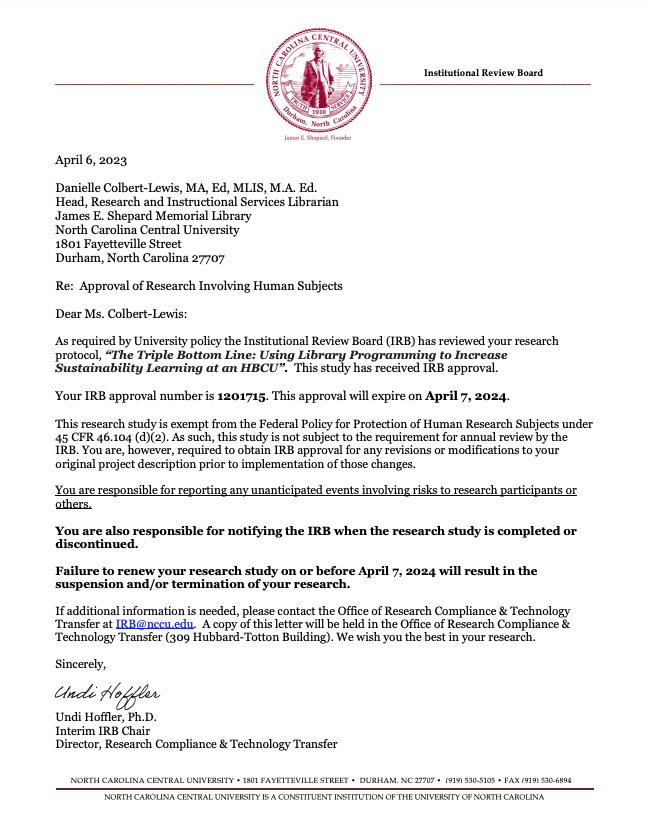 NORTH CAROLINA CENTRAL UNIVERSITY
TRUTH SERVICE
1910
Durham, North Carolina
James E. Shepard, Founder
Institutional Review Board
April 6, 2023
Danielle Colbert-Lewis, MA, Ed, MLIS, M.A. Ed.
Head, Research and Instructional Services Librarian
James E. Shepard Memorial Library
North Carolina Central University
1801 Fayetteville Street
Durham, North Carolina 27707
Re:  Approval of Research Involving Human Subjects
Dear Ms. Colbert-Lewis:
As required by University policy the Institutional Review Board (IRB) has reviewed your research
protocol, “The Triple Bottom Line: Using Library Programming to Increase
Sustainability Learning at an HBCU”.  This study has received IRB approval.
Your IRB approval number is 1201715. This approval will expire on April 7, 2024.
This research study is exempt from the Federal Policy for Protection of Human Research Subjects under
45 CFR 46.104 (d)(2). As such, this study is not subject to the requirement for annual review by the
IRB. You are, however, required to obtain IRB approval for any revisions or modifications to your
original project description prior to implementation of those changes.
You are responsible for reporting any unanticipated events involving risks to research participants or
others.
You are also responsible for notifying the IRB when the research study is completed or
discontinued.
Failure to renew your research study on or before April 7, 2024 will result in the
suspension and/or termination of your research.
If additional information is needed, please contact the Office of Research Compliance & Technology
Transfer at IRB@nccu.edu.  A copy of this letter will be held in the Office of Research Compliance &
Technology Transfer (309 Hubbard-Totton Building). We wish you the best in your research.
Sincerely,
Undi Hoffler
Undi Hoffler, Ph.D.
Interim IRB Chair
Director, Research Compliance & Technology Transfer
NORTH CAROLINA CENTRAL UNIVERSITY • 1801 FAYETTEVILLE STREET •  DURHAM. NC 27707 •  (919) 530-5105 • FAX (919) 530-6894
NORTH CAROLINA CENTRAL UNIVERSITY IS A CONSTITUENT INSTITUTION OF THE UNIVERSITY OF NORTH CAROLINA